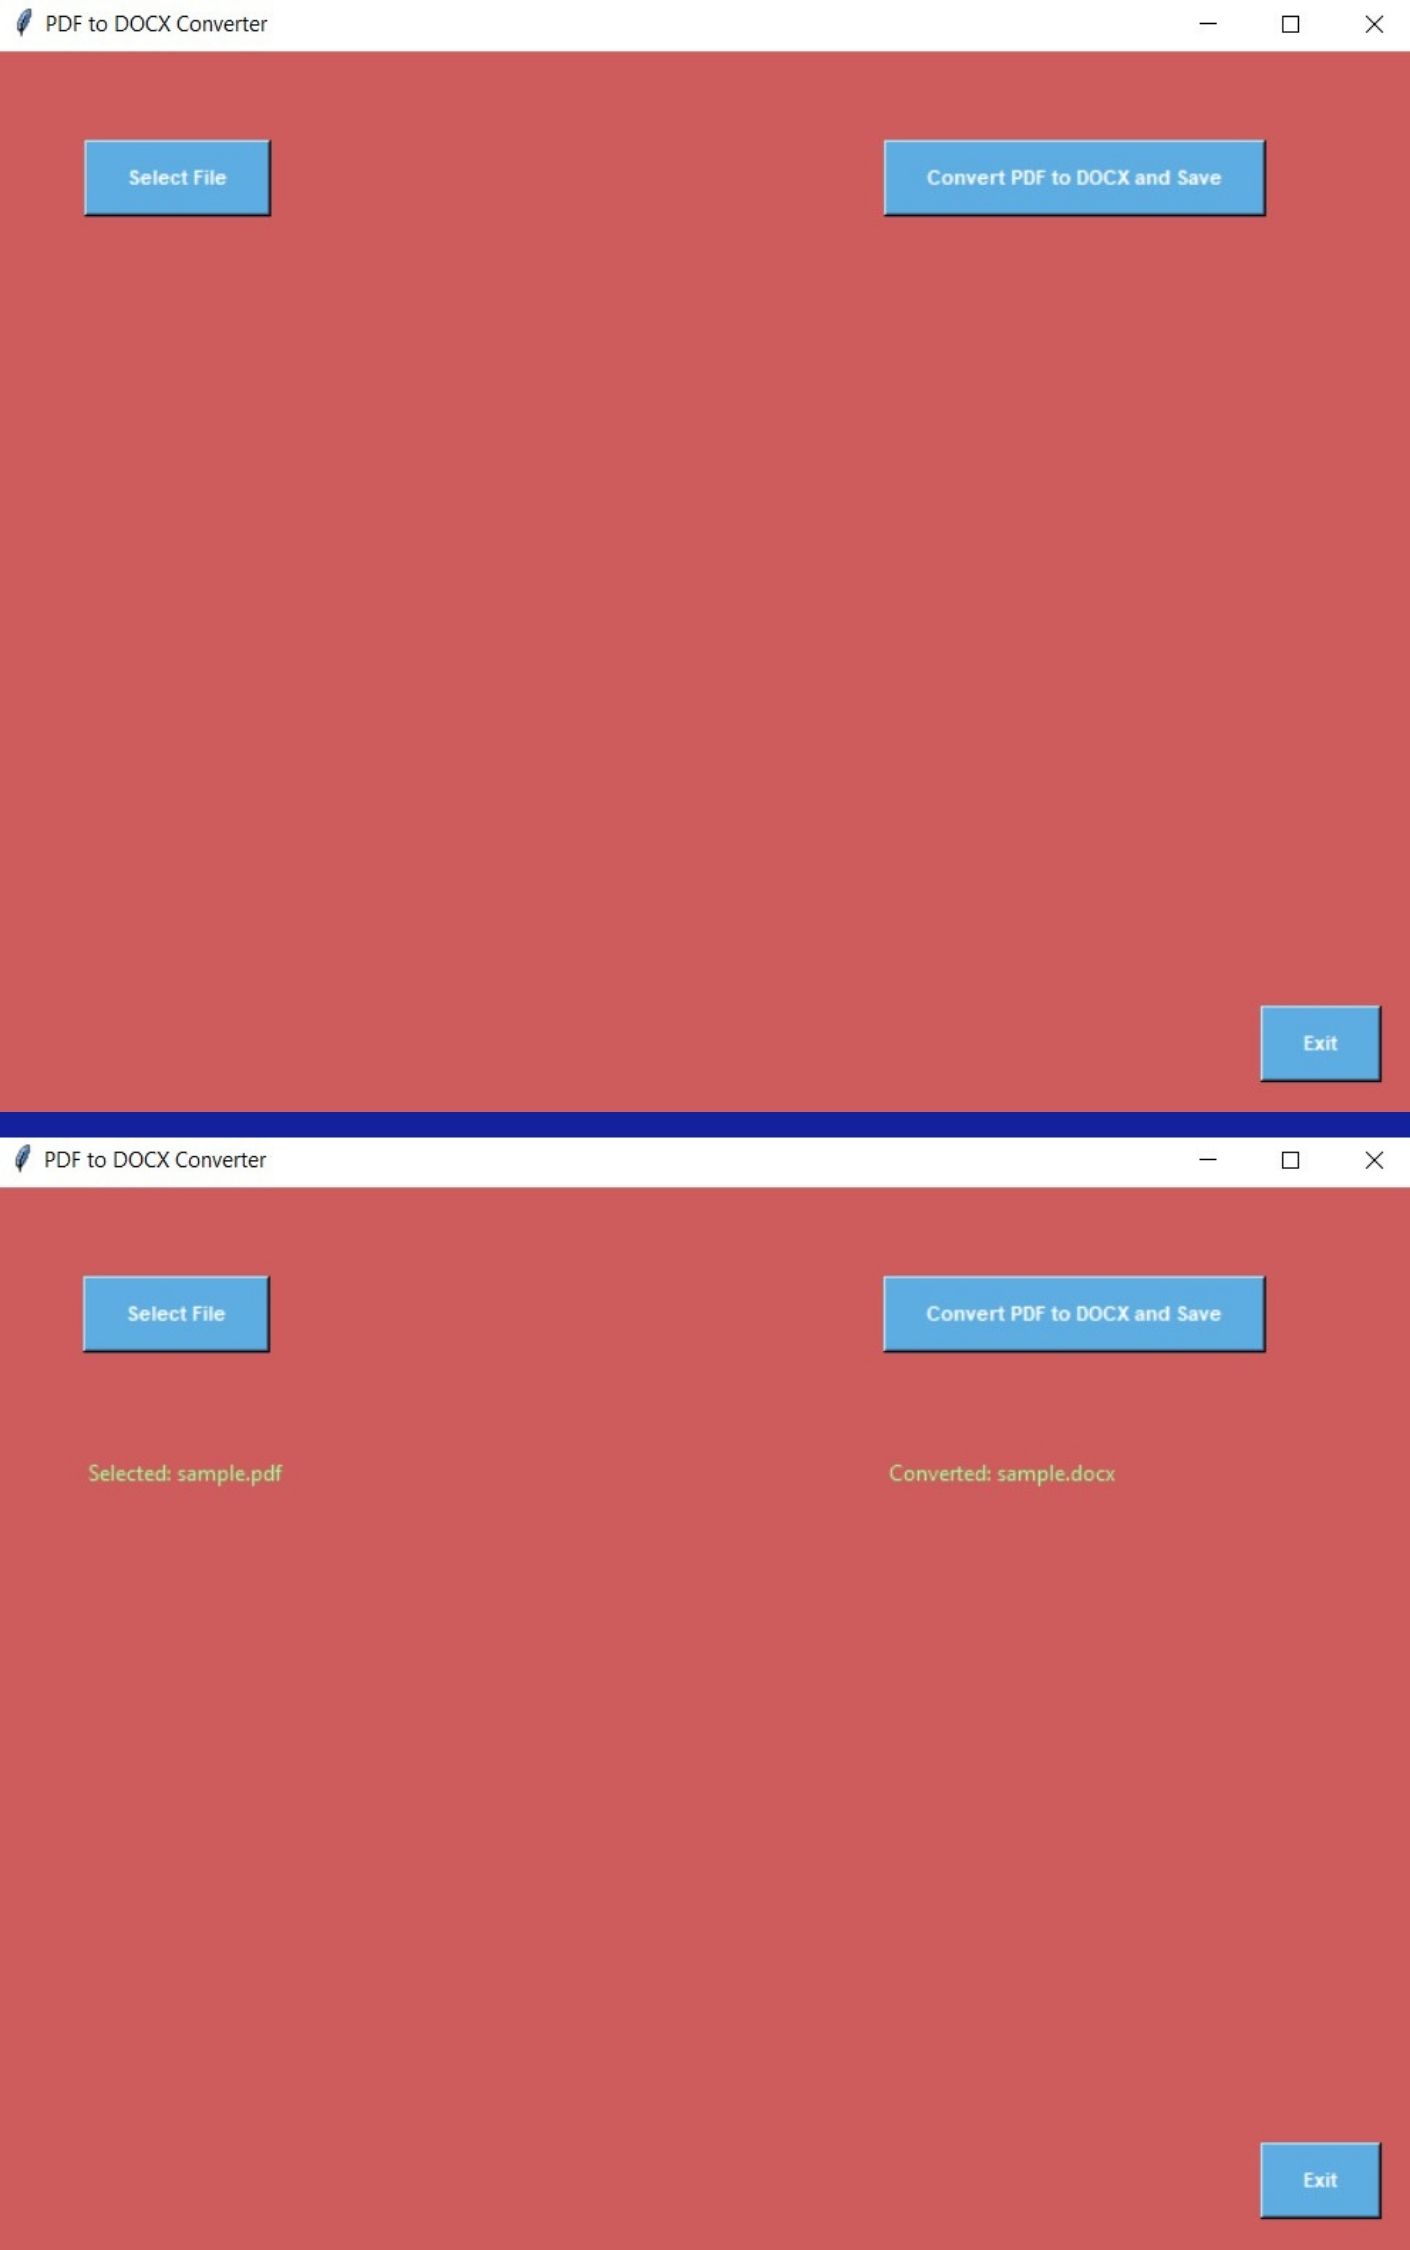 PDF to DOCX Converter
Select File
Convert PDF to DOCX and Save
Exit
PDF to DOCX Converter
Select File
Convert PDF to DOCX and Save
Selected: sample.pdf
Converted: sample.docx
Exit